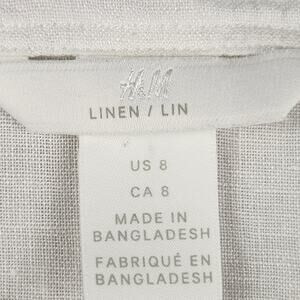 H&M
LINEN / LIN
US 8
CA 8
MADE IN
BANGLADESH
FABRIQUÉ EN
BANGLADESH